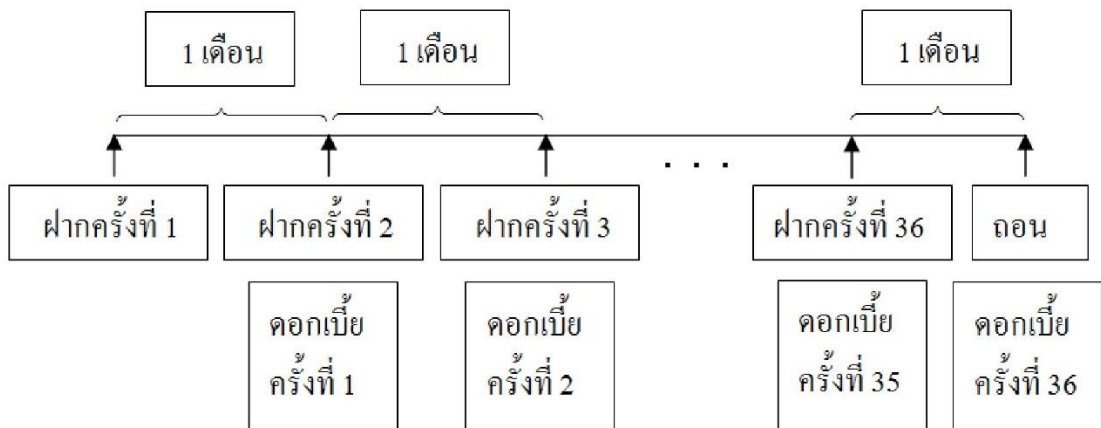 1 เดือน
1 เดือน
1 เดือน
. . .
ฝากครั้งที่ 1
ฝากครั้งที่ 2
ฝากครั้งที่ 3
ฝากครั้งที่ 36
ถอน
ดอกเบี้ย
ครั้งที่ 1
ดอกเบี้ย
ครั้งที่ 2
ดอกเบี้ย
ครั้งที่ 35
ดอกเบี้ย
ครั้งที่ 36